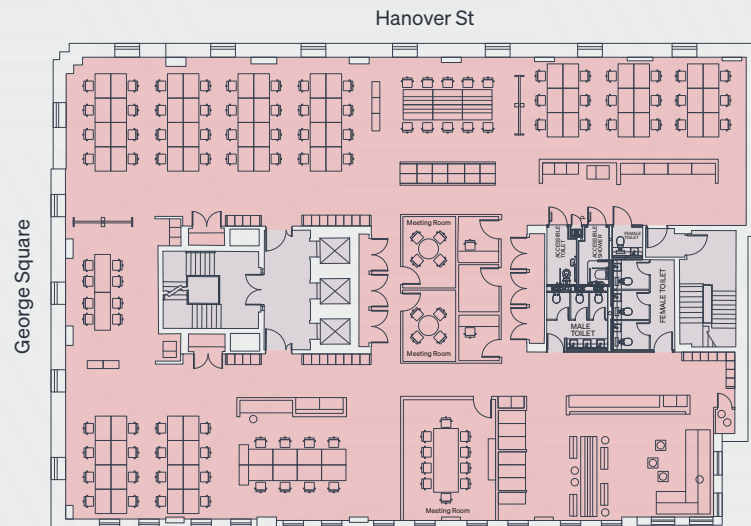 Hanover St
George Square
Meeting Room
ACCESSIBLE
TOILET
ACCESSIBLE
SHOWER
FEMALE
TOILET
FEMALE TOILET
MALE
TOILET
Meeting Room
Meeting Room